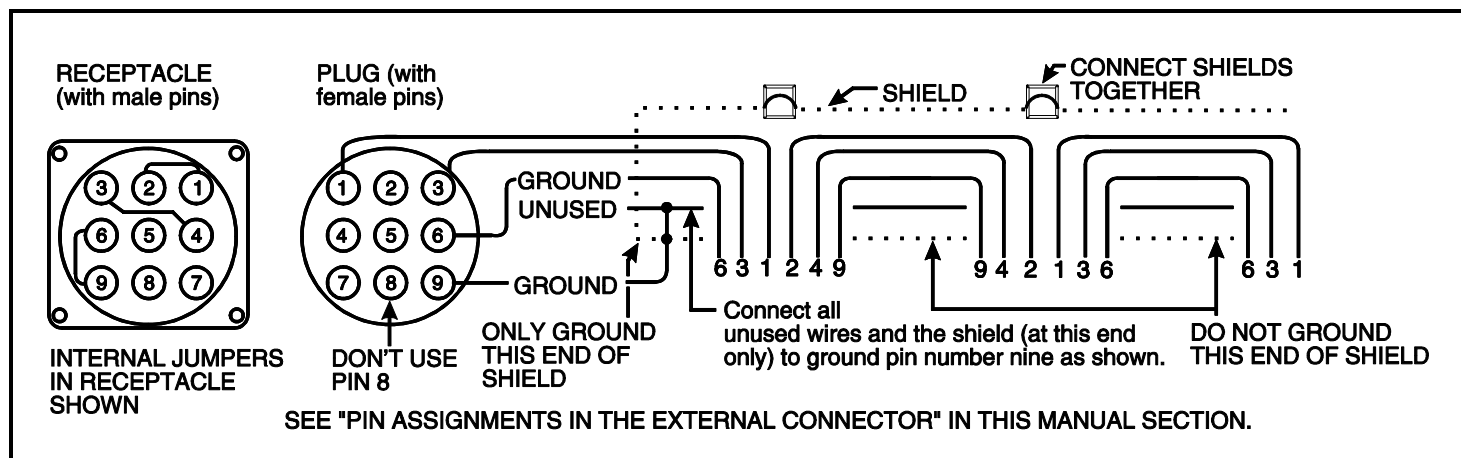 RECEPTACLE
(with male pins)
PLUG (with
female pins)
SHIELD
CONNECT SHIELDS
TOGETHER
3 2 1
6 5 4
9 8 7
1 2 3
4 5 6
7 8 9
GROUND
UNUSED
GROUND
6 3 1 2 4 9 9 4 2 1 3 6 6 3 1
INTERNAL JUMPERS
IN RECEPTACLE
SHOWN
DON'T USE
PIN 8
ONLY GROUND
THIS END OF
SHIELD
Connect all
unused wires and the shield (at this end
only) to ground pin number nine as shown.
DO NOT GROUND
THIS END OF SHIELD
SEE "PIN ASSIGNMENTS IN THE EXTERNAL CONNECTOR" IN THIS MANUAL SECTION.